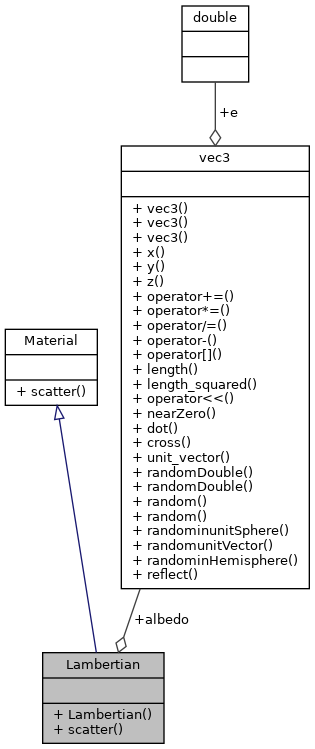 double
+e
vec3
+ vec3()
+ vec3()
+ vec3()
+ x()
+ y()
+ z()
+ operator+=()
+ operator*=()
+ operator/=()
+ operator-()
+ operator[]()
+ length()
+ length_squared()
+ operator<<()
+ nearZero()
+ dot()
+ cross()
+ unit_vector()
+ randomDouble()
+ randomDouble()
+ random()
+ random()
+ randominunitSphere()
+ randomunitVector()
+ randominHemisphere()
+ reflect()
Material
+ scatter()
+albedo
Lambertian
+ Lambertian()
+ scatter()